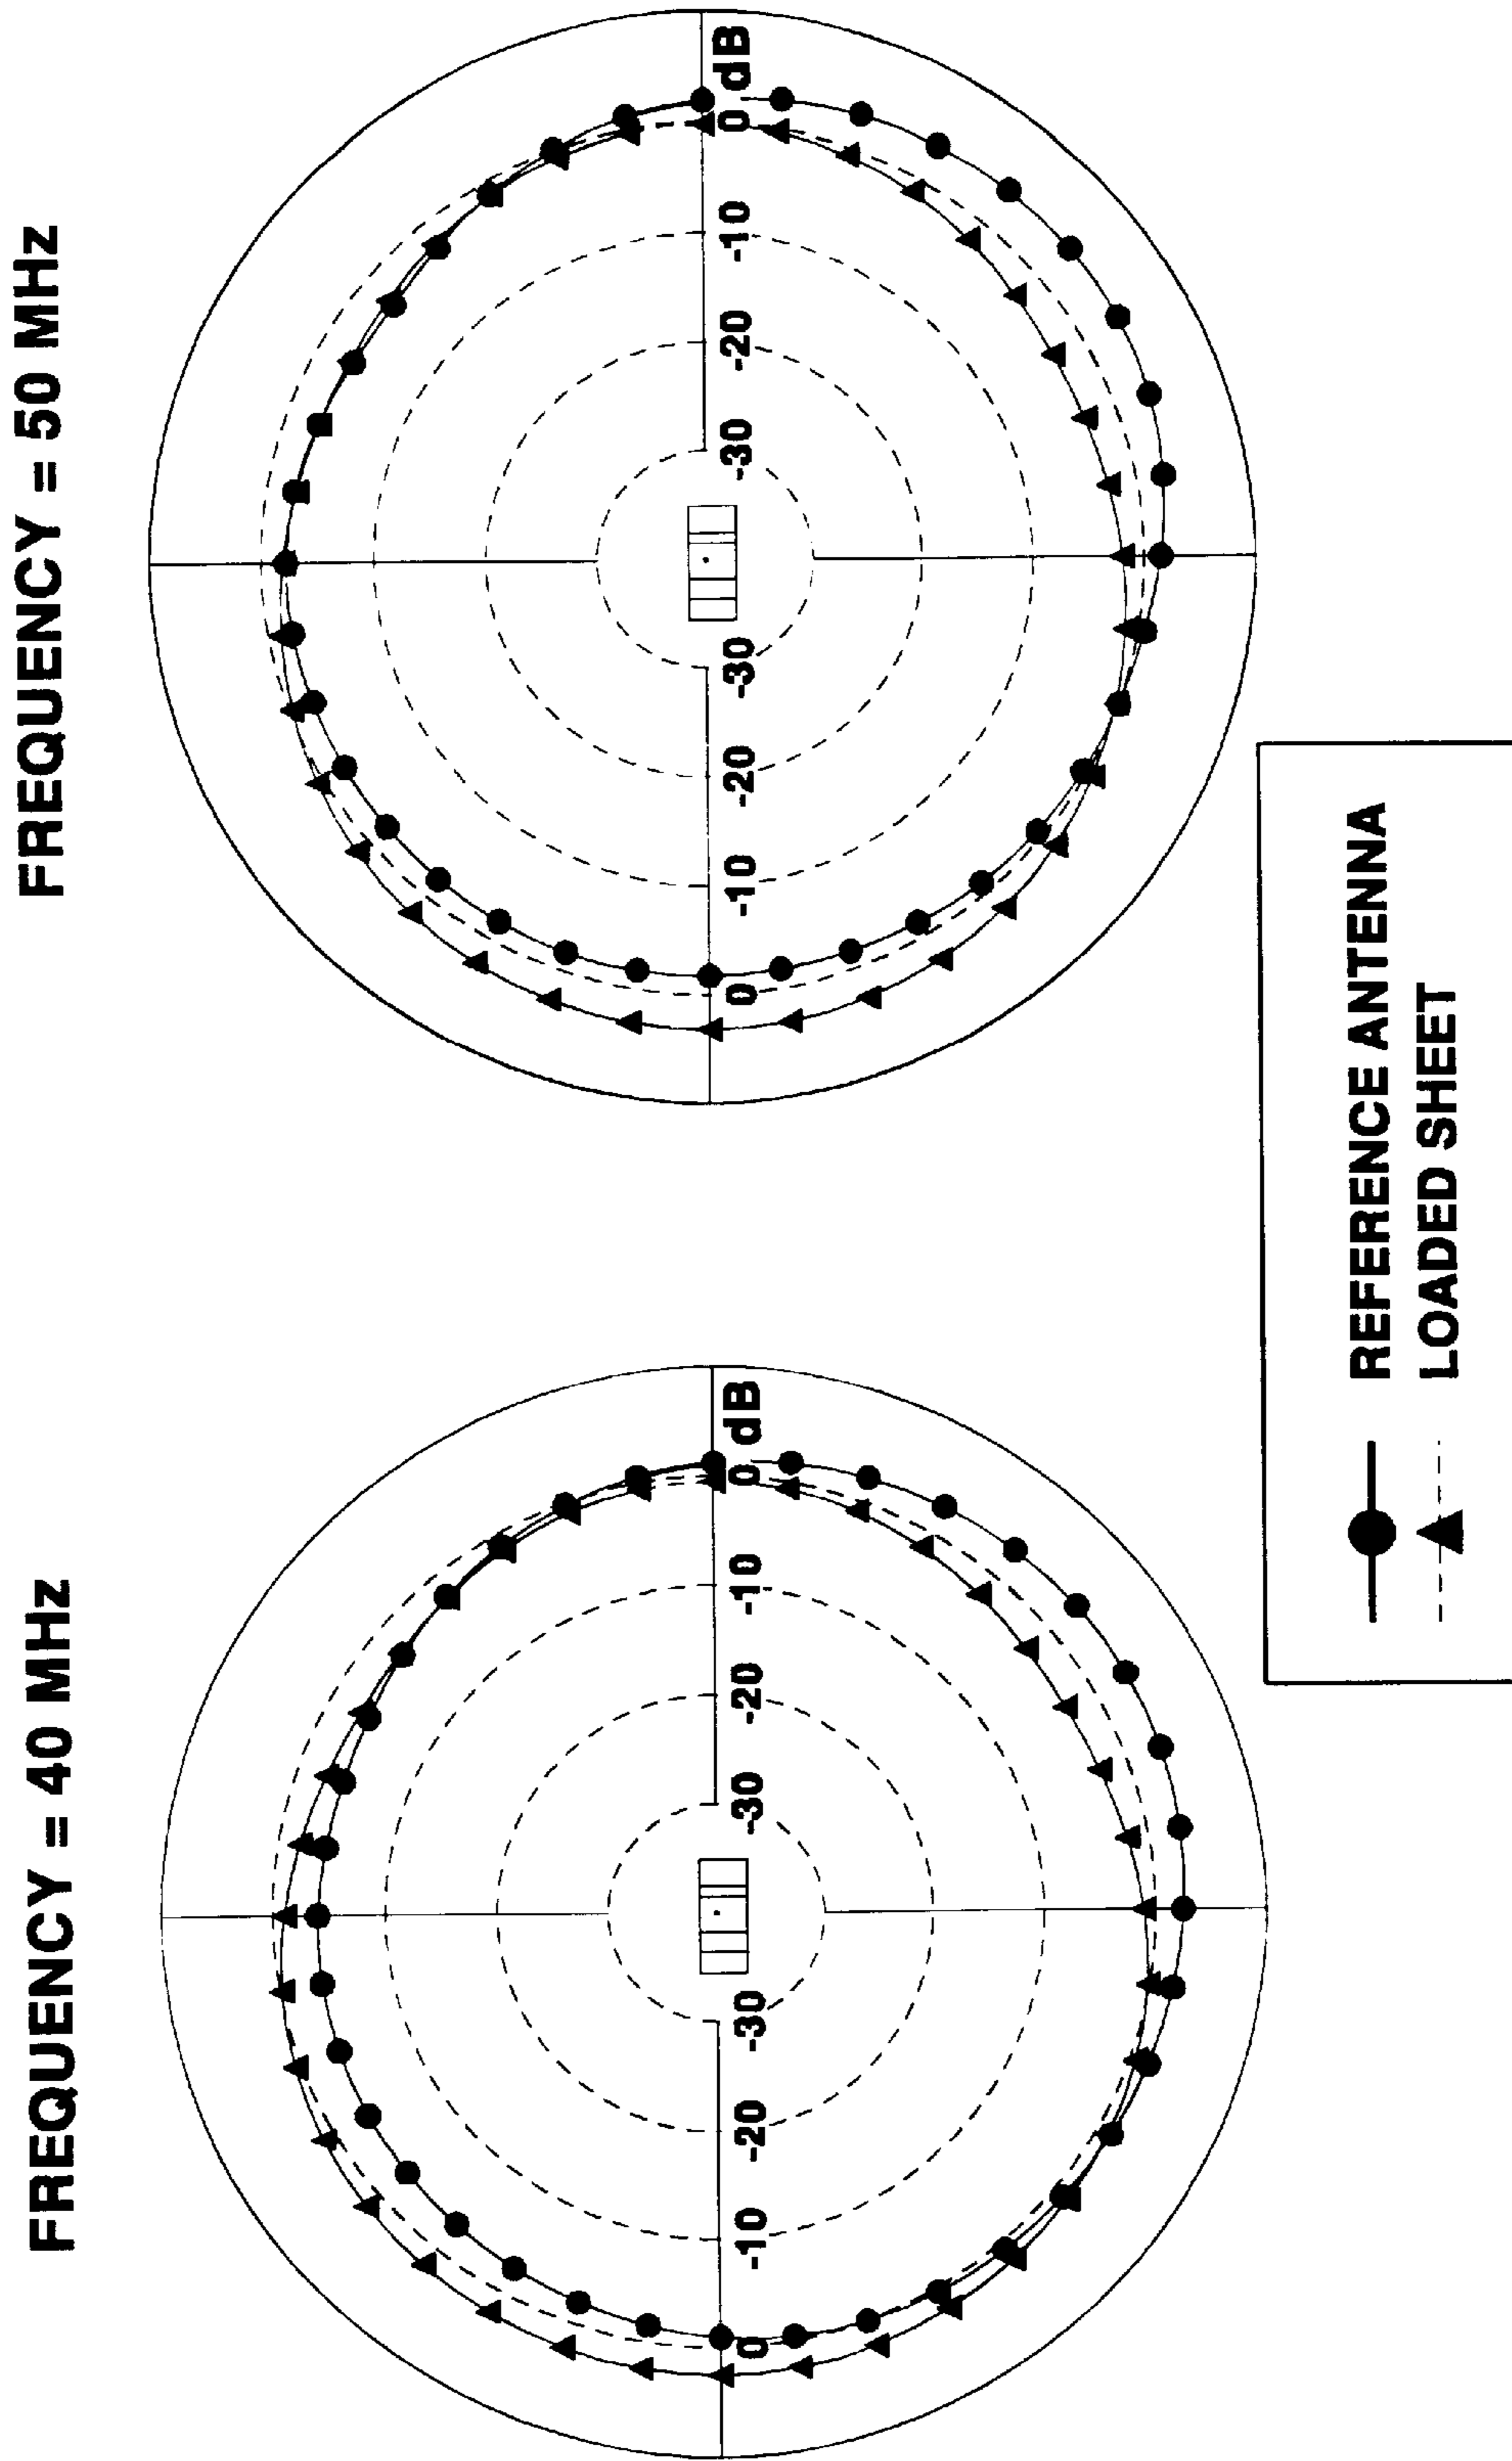 FREQUENCY = 40 MHz
0
-10
-20
-30
-30
-20
-10
0
dB
FREQUENCY = 50 MHz
0
-10
-20
-30
-30
-20
-10
0
dB
REFERENCE ANTENNA
LOADED SHEET